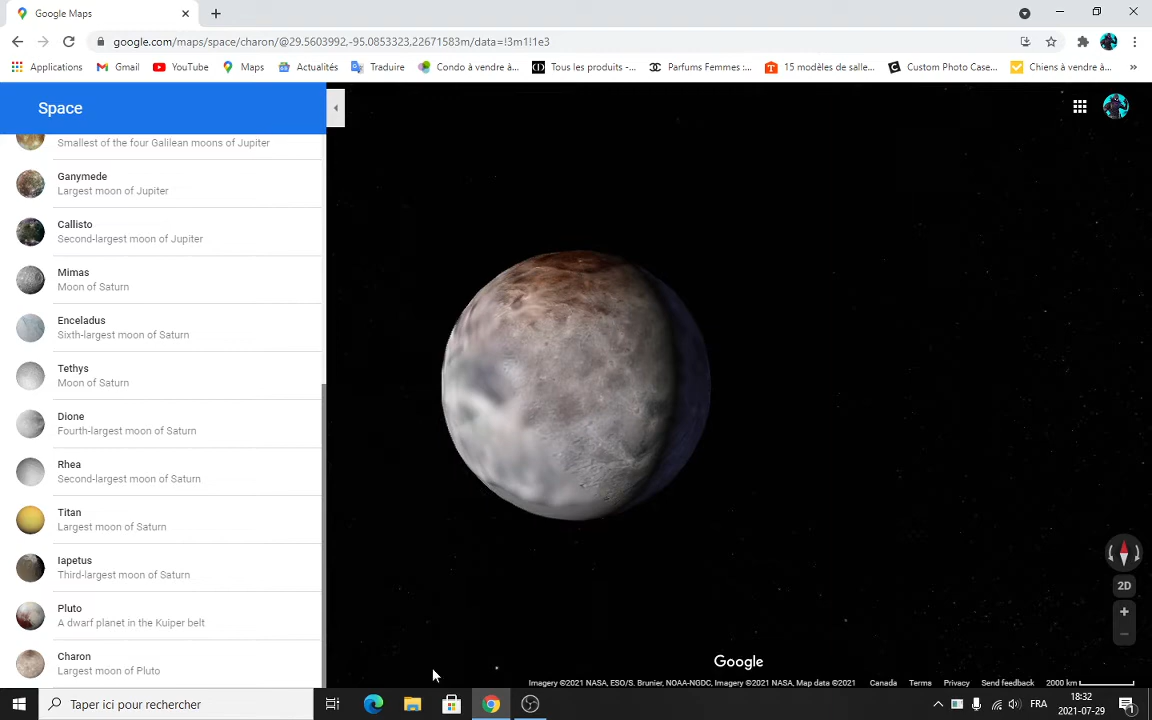 Google Maps
google.com/maps/space/charon/@29.5603992,-95.0853323,22671583m/data=!3m1!1e3
Applications
Gmail
YouTube
Maps
Actualités
Traduire
Condo à vendre à...
Tous les produits -...
Parfums Femmes :...
15 modèles de salle...
Custom Photo Case...
Chiens à vendre à...
»
Space
Smallest of the four Galilean moons of Jupiter
Ganymede
Largest moon of Jupiter
Callisto
Second-largest moon of Jupiter
Mimas
Moon of Saturn
Enceladus
Sixth-largest moon of Saturn
Tethys
Moon of Saturn
Dione
Fourth-largest moon of Saturn
Rhea
Second-largest moon of Saturn
Titan
Largest moon of Saturn
Iapetus
Third-largest moon of Saturn
Pluto
A dwarf planet in the Kuiper belt
Charon
Largest moon of Pluto
2D
Google
Imagery ©2021 NASA, ESO/S. Brunier, NOAA-NGDC, Imagery ©2021 NASA, Map data ©2021 Canada Terms Privacy Send feedback 2000 km
Taper ici pour rechercher
FRA
18:32
2021-07-29
1